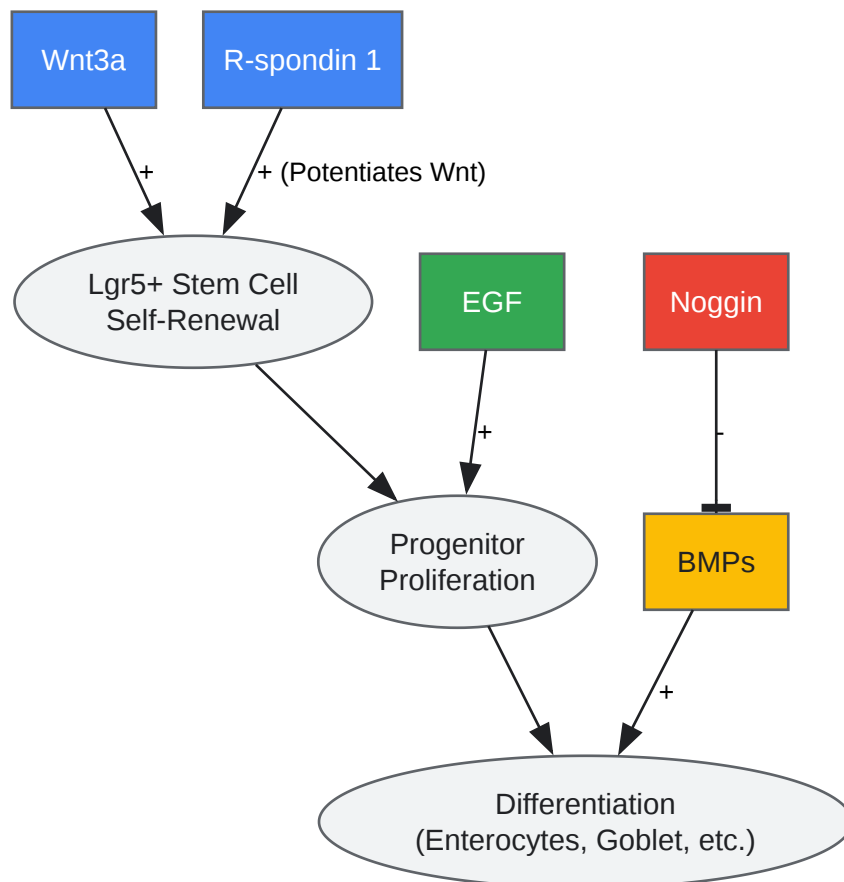 Wnt3a
R-spondin 1
+
+ (Potentiates Wnt)
Lgr5+ Stem Cell
Self-Renewal
EGF
Noggin
+
-
Progenitor
Proliferation
BMPs
+
Differentiation
(Enterocytes, Goblet, etc.)